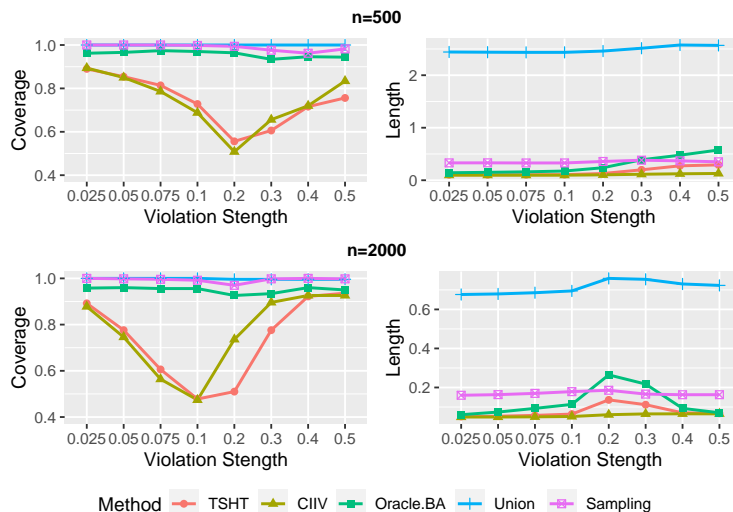 n=500
Coverage
1.0
0.8
0.6
0.4
0.025 0.05 0.075 0.1 0.2 0.3 0.4 0.5
Violation Stength
Length
2
1
0
0.025 0.05 0.075 0.1 0.2 0.3 0.4 0.5
Violation Stength
n=2000
Coverage
1.0
0.8
0.6
0.4
0.025 0.05 0.075 0.1 0.2 0.3 0.4 0.5
Violation Stength
Length
0.6
0.4
0.2
0.025 0.05 0.075 0.1 0.2 0.3 0.4 0.5
Violation Stength
Method TSHT CIIV Oracle.BA Union Sampling